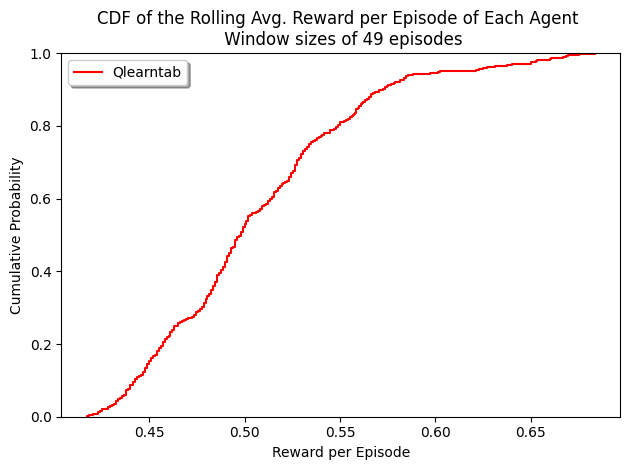 CDF of the Rolling Avg. Reward per Episode of Each Agent
Window sizes of 49 episodes
Qlearntab
1.0
0.8
0.6
0.4
0.2
0.0
Cumulative Probability
0.45 0.50 0.55 0.60 0.65
Reward per Episode